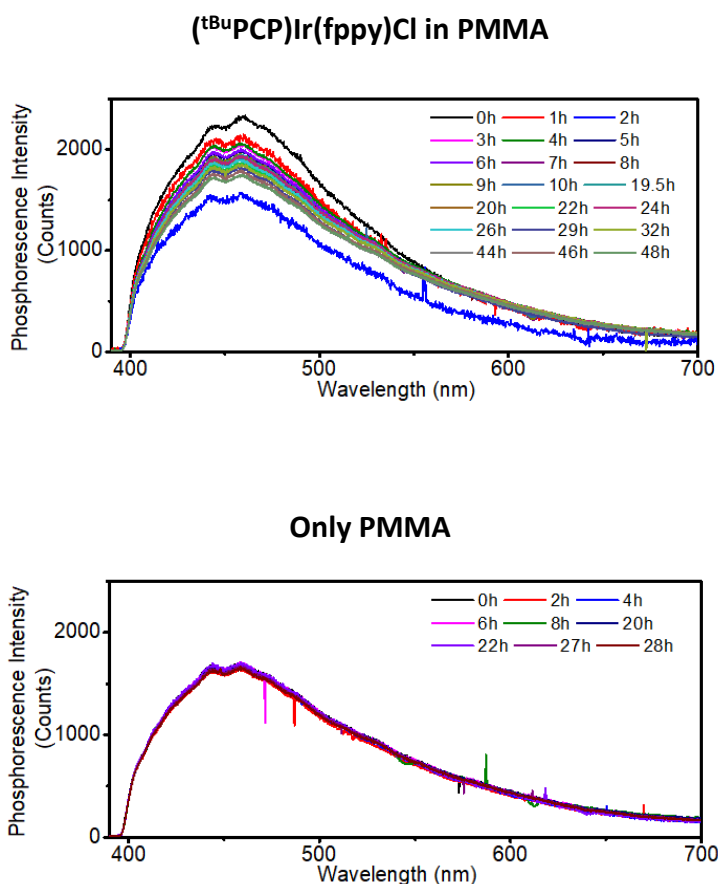 (tBuPCP)Ir(fppy)Cl in PMMA
Phosphorescence Intensity
(Counts)
2000
1000
0
0h 1h 2h
3h 4h 5h
6h 7h 8h
9h 10h 19.5h
20h 22h 24h
26h 29h 32h
44h 46h 48h
400 500 600 700
Wavelength (nm)
Only PMMA
Phosphorescence Intensity
(Counts)
2000
1000
0
0h 2h 4h
6h 8h 20h
22h 27h 28h
400 500 600 700
Wavelength (nm)